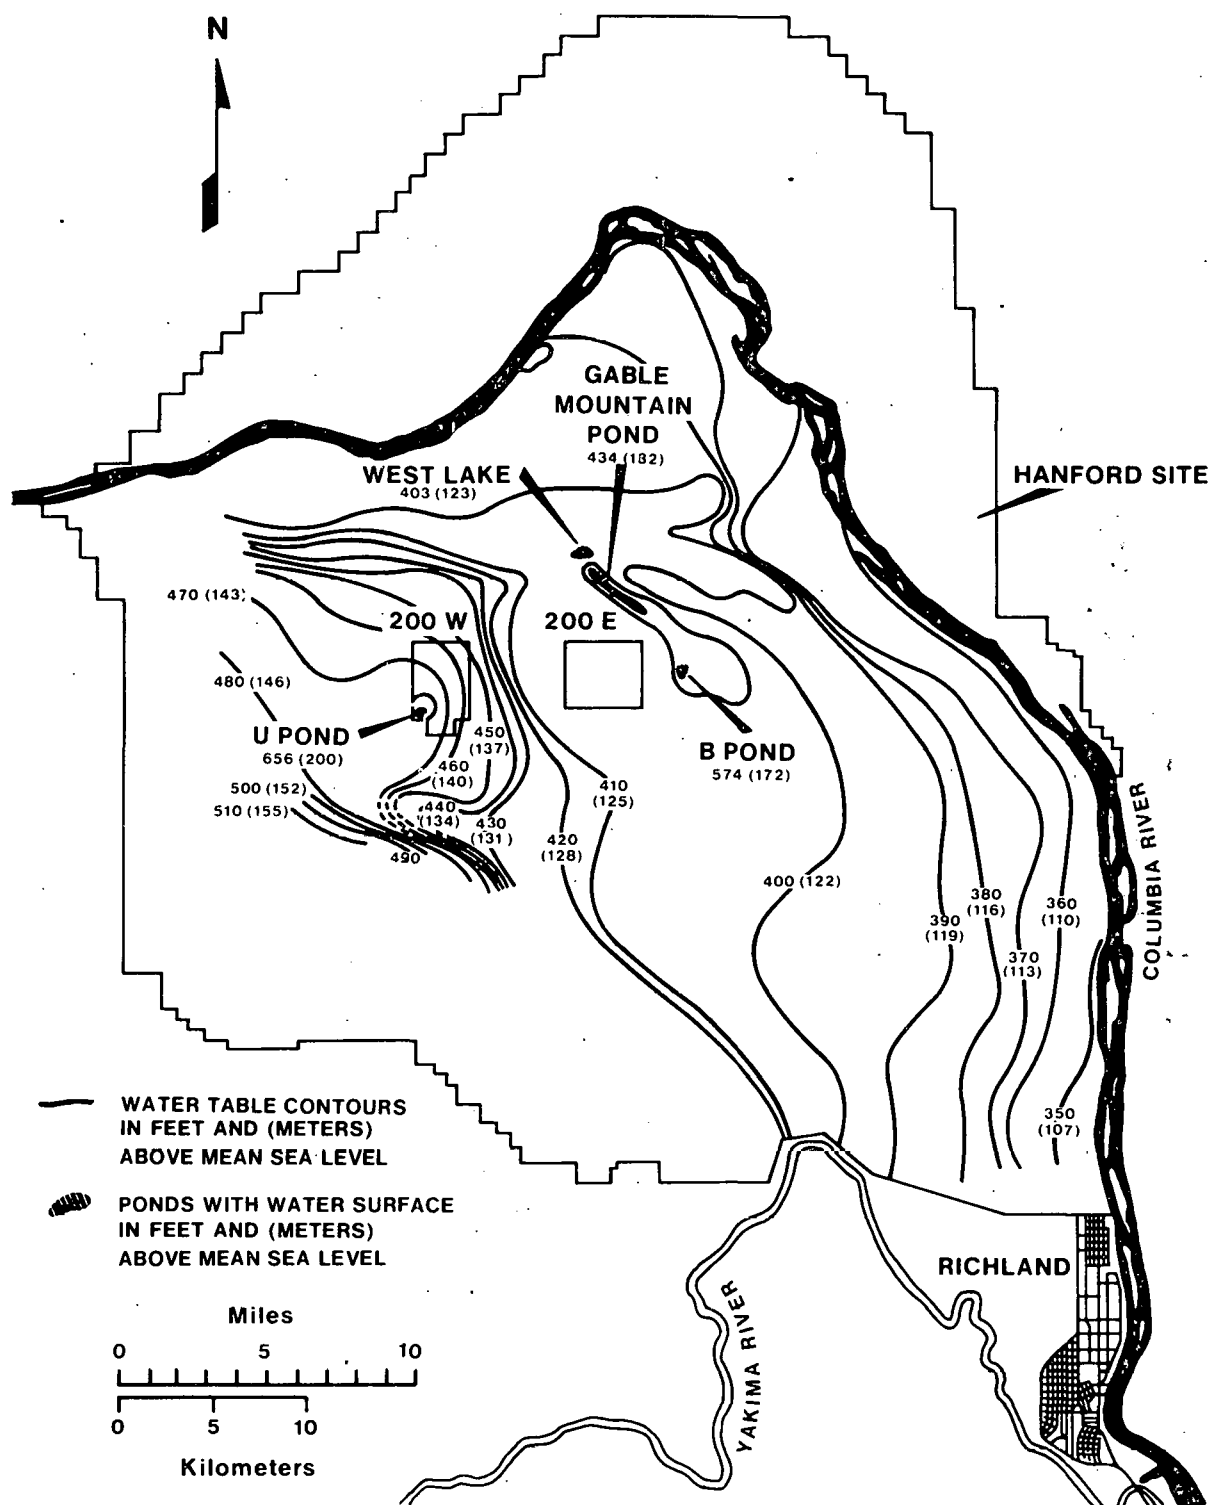 N
GABLE
MOUNTAIN
POND
434 (182)
WEST LAKE
403 (123)
HANFORD SITE
470 (143)
200 W
200 E
480 (146)
U POND
656 (200)
450
(137)
460
(140)
B POND
574 (172)
500 (152)
510 (155)
440
(134)
430
(131)
410
(125)
420
(128)
490
400 (122)
390
(119)
380
(116)
370
(113)
360
(110)
COLUMBIA RIVER
350
(107)
WATER TABLE CONTOURS
IN FEET AND (METERS)
ABOVE MEAN SEA LEVEL
PONDS WITH WATER SURFACE
IN FEET AND (METERS)
ABOVE MEAN SEA LEVEL
RICHLAND
YAKIMA RIVER
Miles
0 5 10
0 5 10
Kilometers